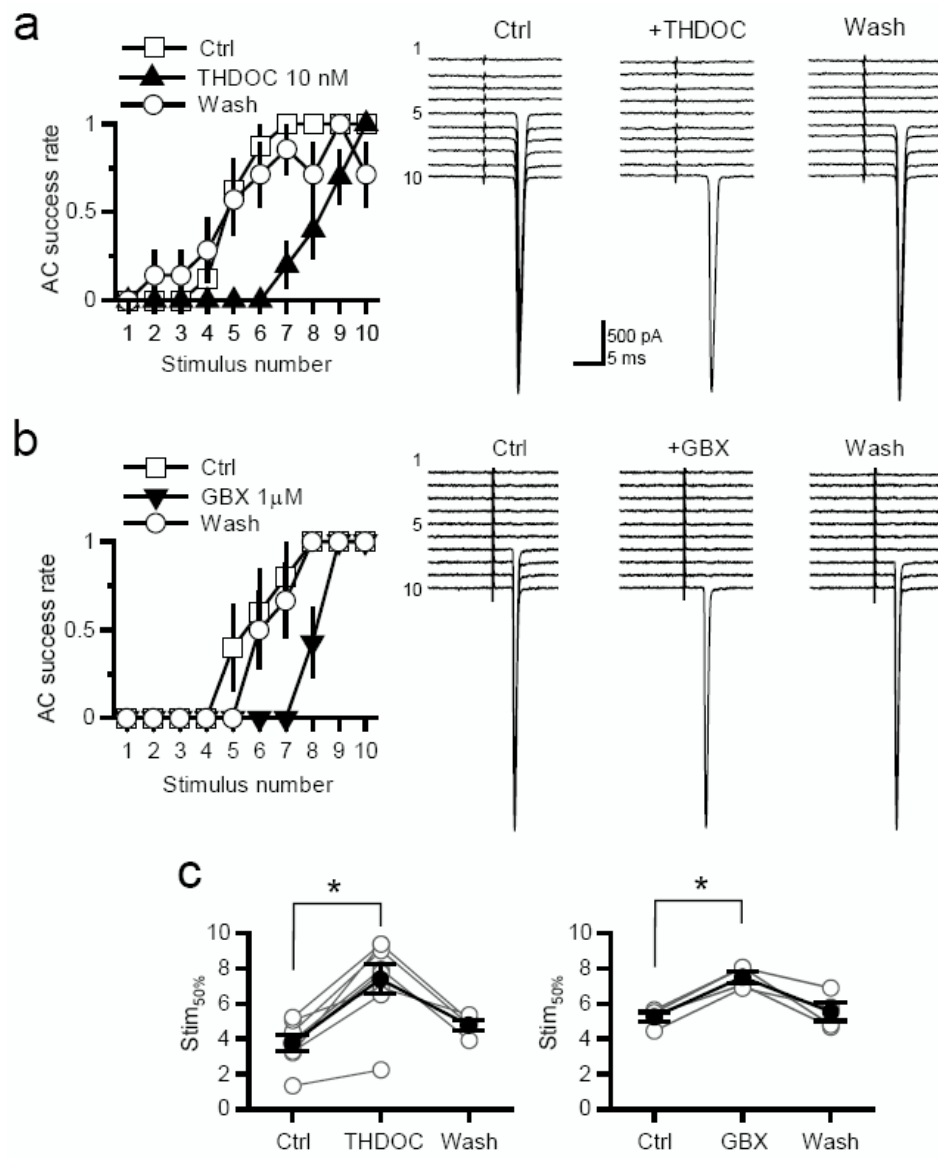 a
Ctrl
THDOC 10 nM
Wash
AC success rate
1
0.5
0
1 2 3 4 5 6 7 8 9 10
Stimulus number
Ctrl +THDOC Wash
1
5
10
500 pA
5 ms
b
Ctrl
GBX 1μM
Wash
AC success rate
1
0.5
0
1 2 3 4 5 6 7 8 9 10
Stimulus number
Ctrl +GBX Wash
1
5
10
c
*
Stim50%
10
8
6
4
2
0
Ctrl THDOC Wash
*
Stim50%
10
8
6
4
2
0
Ctrl GBX Wash